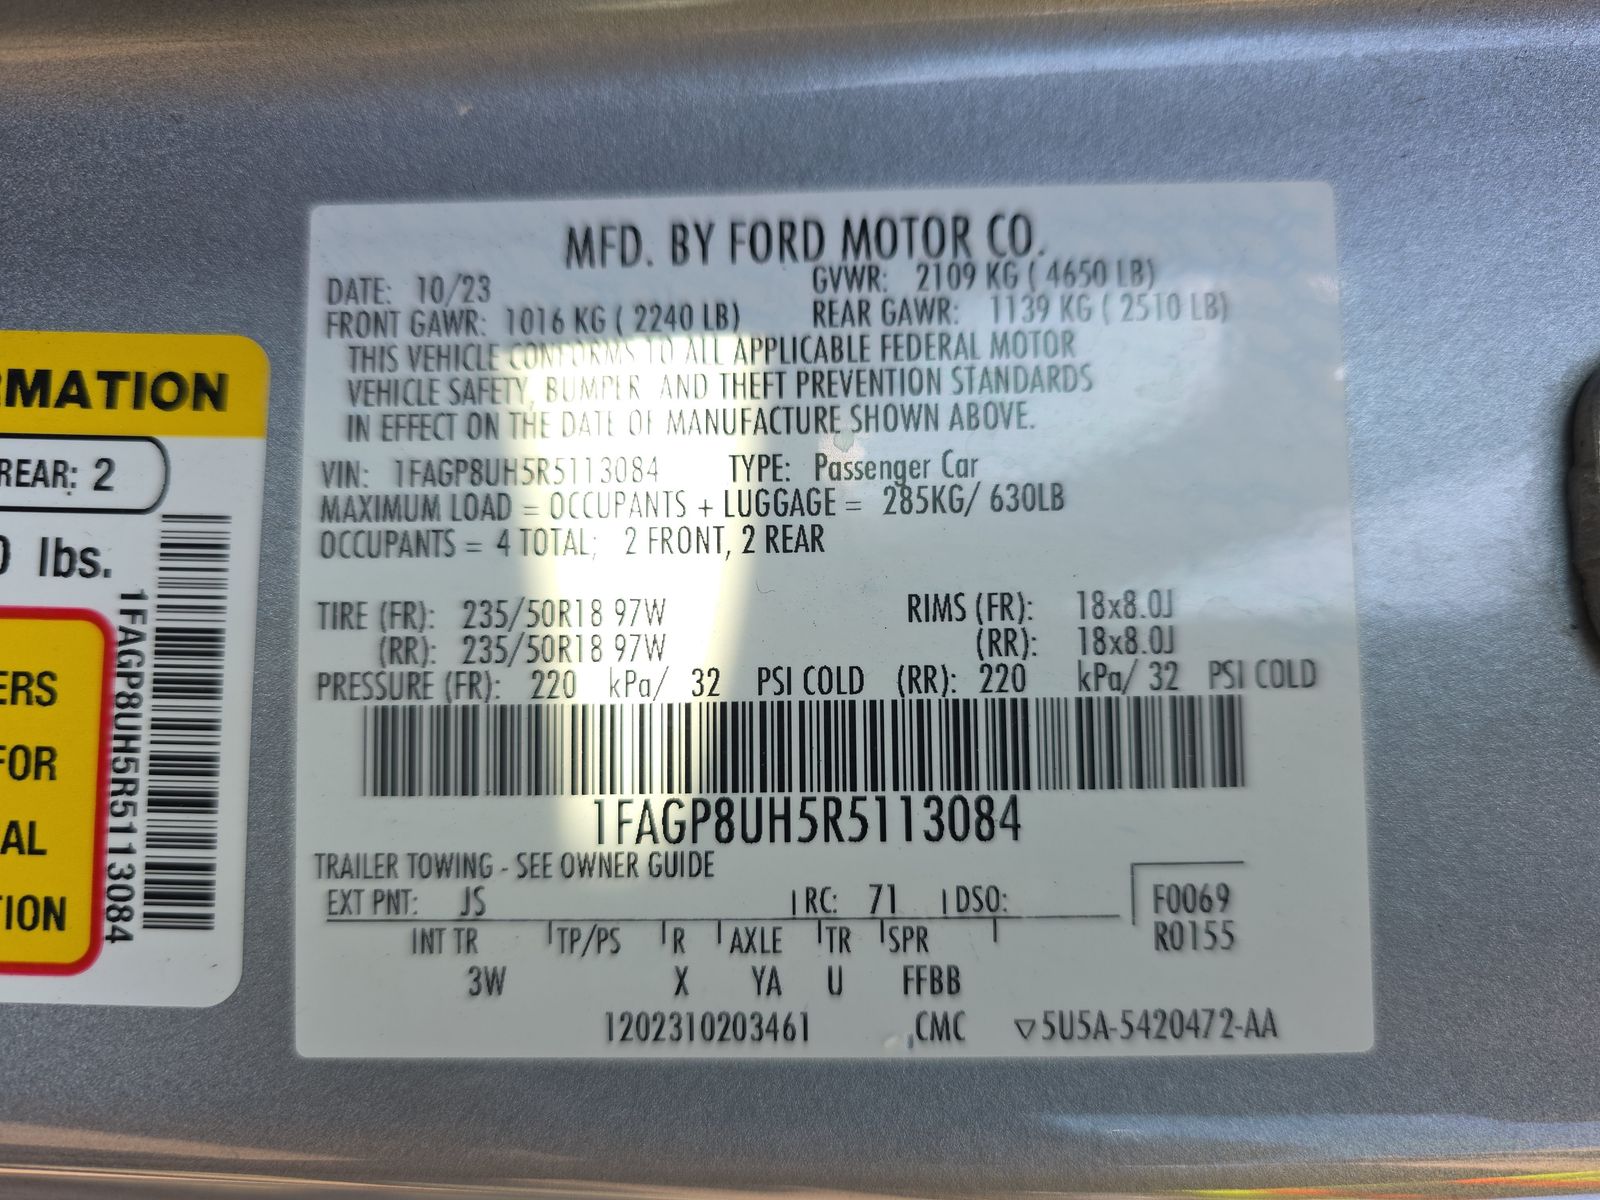 MFD. BY FORD MOTOR CO.
DATE: 10/23 GVWR: 2109 KG ( 4650 LB)
FRONT GAWR: 1016 KG ( 2240 LB) REAR GAWR: 1139 KG ( 2510 LB)
THIS VEHICLE CONFORMS TO ALL APPLICABLE FEDERAL MOTOR
VEHICLE SAFETY, BUMPER AND THEFT PREVENTION STANDARDS
IN EFFECT ON THE DATE OF MANUFACTURE SHOWN ABOVE.
VIN: 1FAGP8UH5R5113084 TYPE: Passenger Car
MAXIMUM LOAD = OCCUPANTS + LUGGAGE = 285KG/ 630LB
OCCUPANTS = 4 TOTAL; 2 FRONT, 2 REAR
TIRE (FR): 235/50R18 97W RIMS (FR): 18x8.0J
(RR): 235/50R18 97W (RR): 18x8.0J
PRESSURE (FR): 220 kPa/ 32 PSI COLD (RR): 220 kPa/ 32 PSI COLD
1FAGP8UH5R5113084
TRAILER TOWING - SEE OWNER GUIDE
EXT PNT: JS RC: 71 DSO: F0069
INT TR TP/PS R AXLE TR SPR R0155
3W X YA U FFBB
1202310203461 CMC ▽5U5A-5420472-AA
RMATION
REAR: 2
0 lbs.
ERS
FOR
AL
TION
1FAGP8UH5R5113084